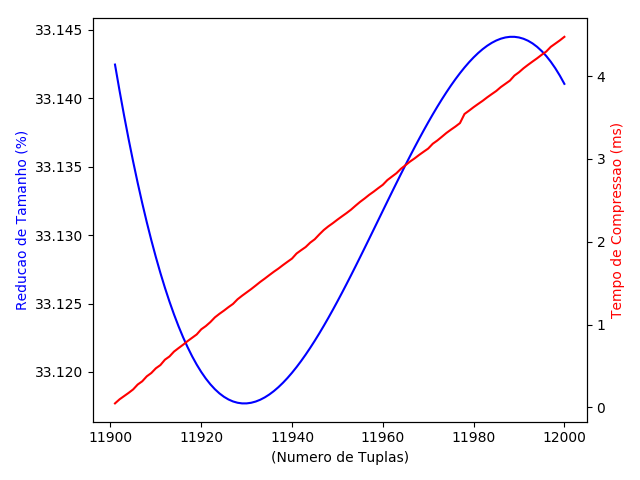 33.145
33.140
33.135
33.130
33.125
33.120
Reducao de Tamanho (%)
4
3
2
1
0
Tempo de Compressao (ms)
11900 11920 11940 11960 11980 12000
(Numero de Tuplas)